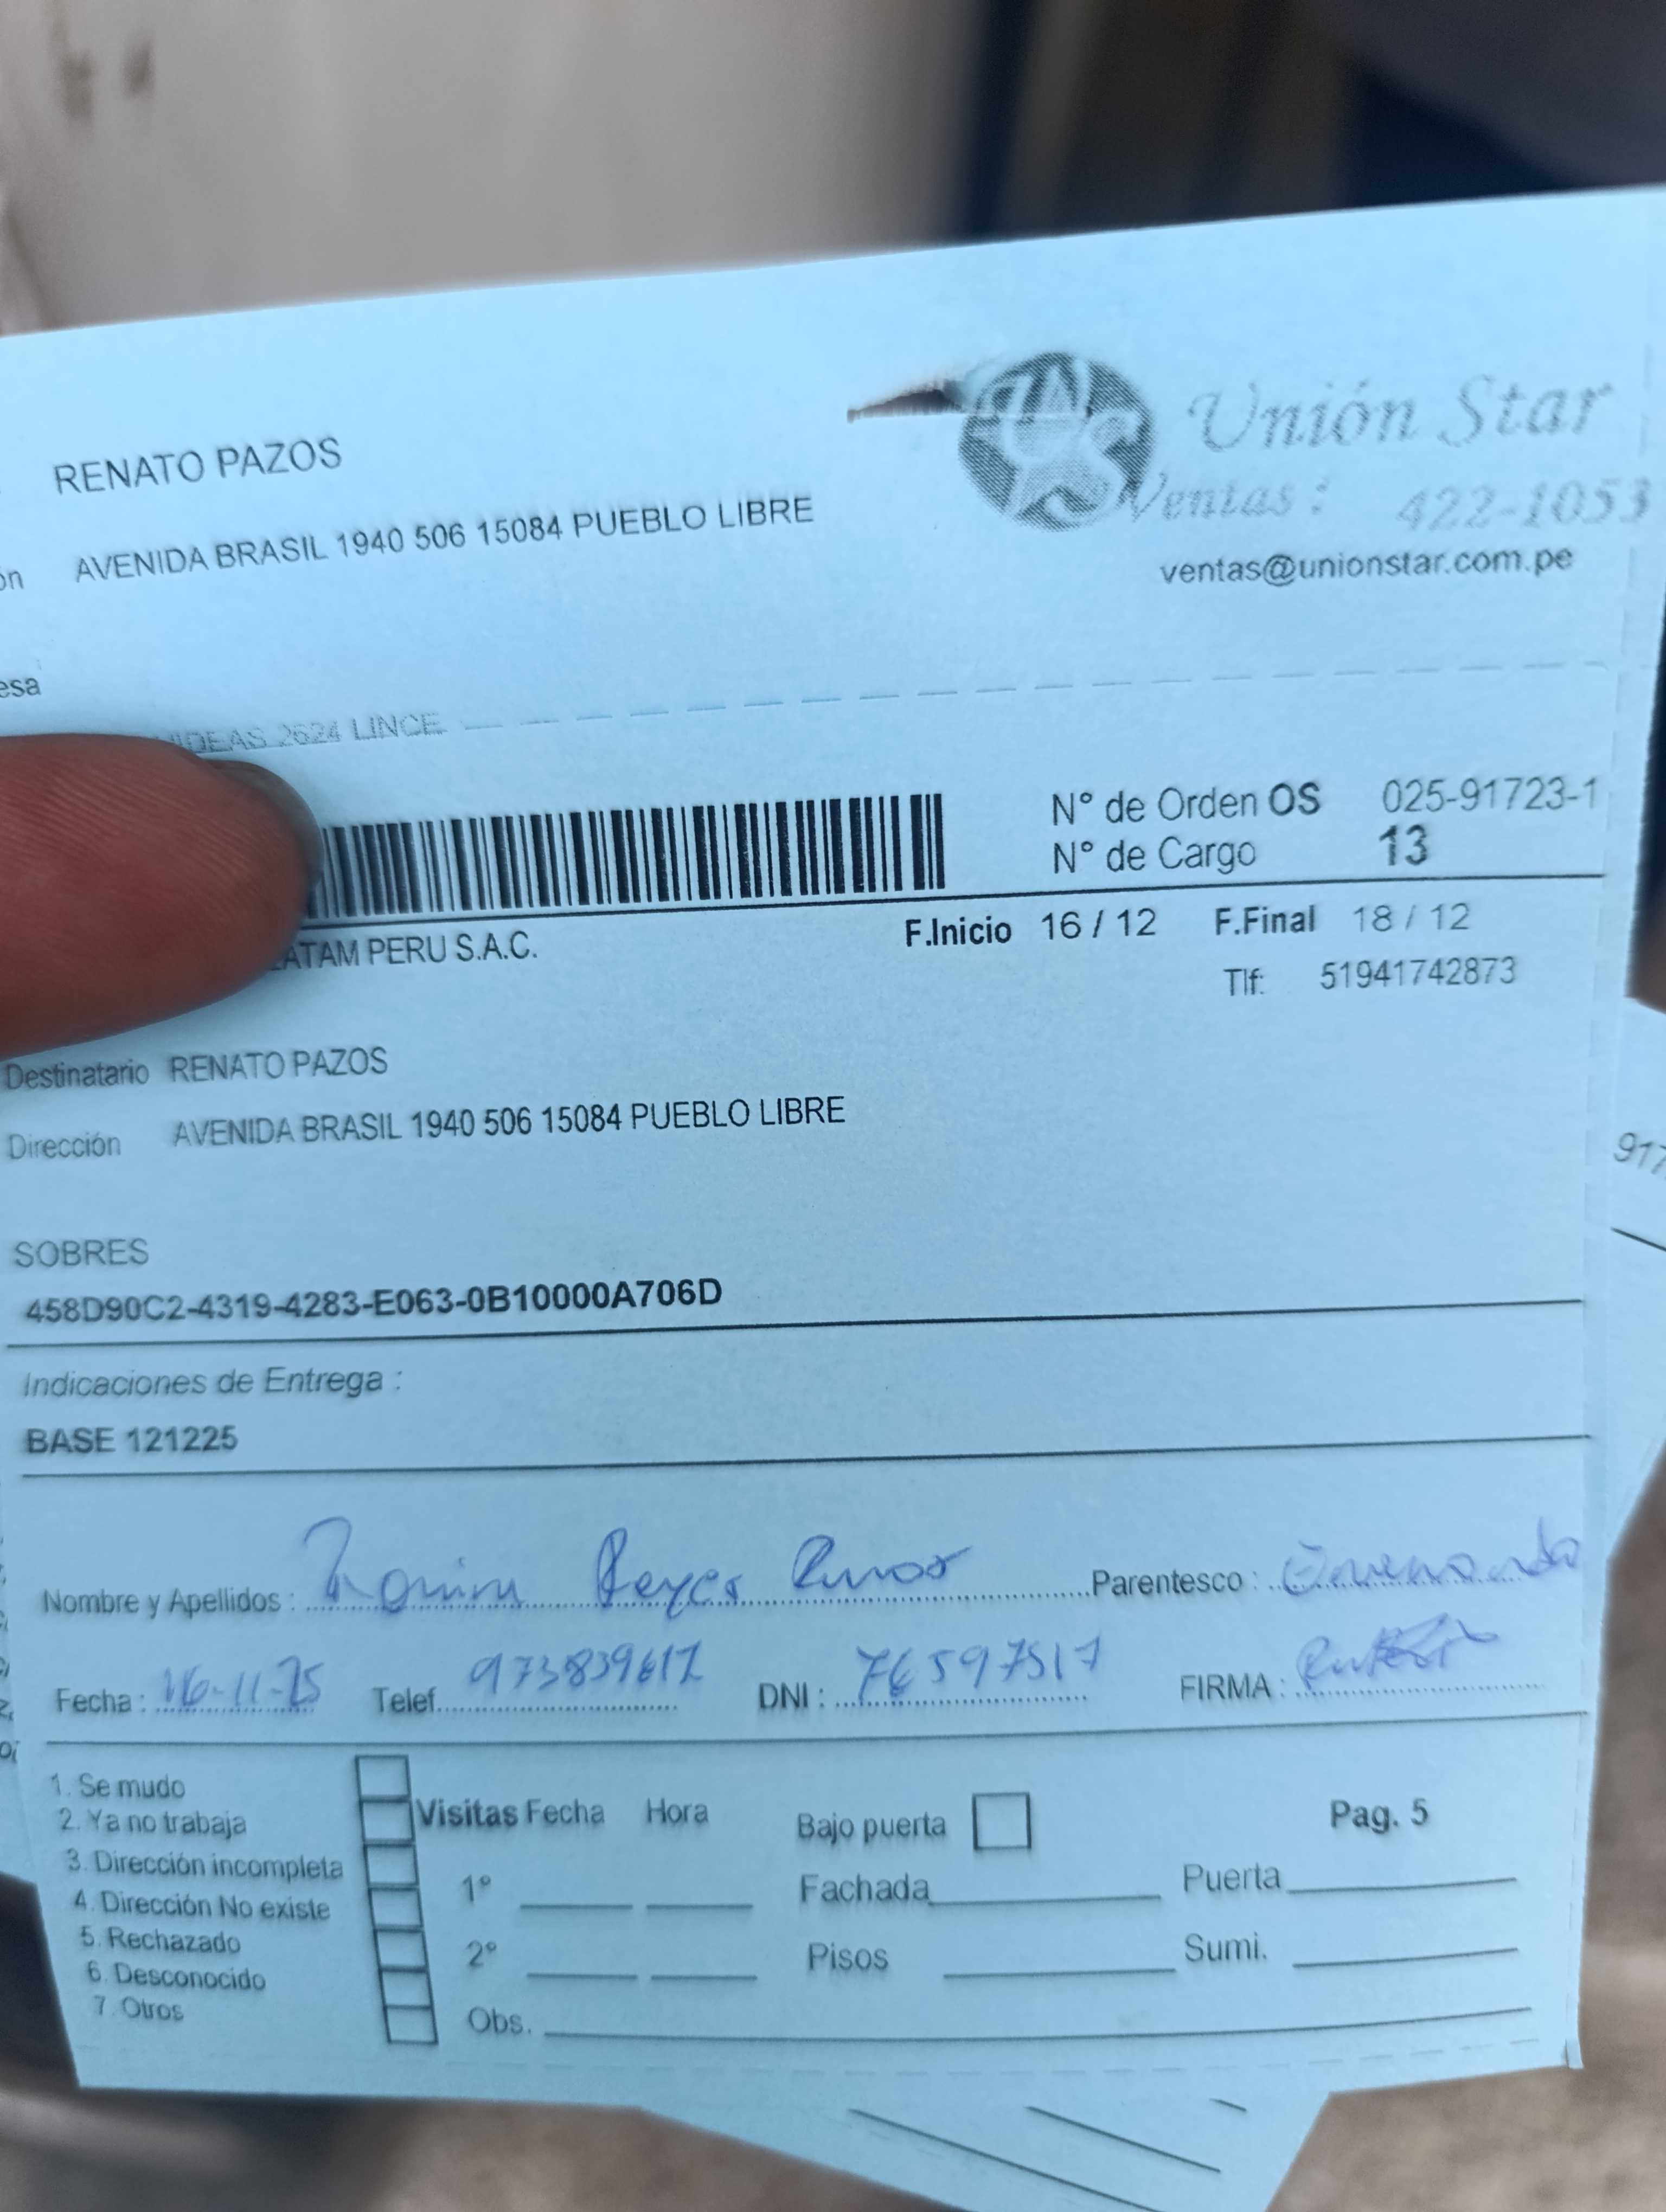 RENATO PAZOS
Unión Star
AVENIDA BRASIL 1940 506 15084 PUEBLO LIBRE
Ventas: 422-1053
ventas@unionstar.com.pe
esa
2624 LINCE
N° de Orden OS 025-91723-1
N° de Cargo 13
ATAM PERU S.A.C.
F.Inicio 16 / 12 F.Final 18 / 12
Tlf: 51941742873
Destinatario RENATO PAZOS
Dirección AVENIDA BRASIL 1940 506 15084 PUEBLO LIBRE
917
SOBRES
458D90C2-4319-4283-E063-0B10000A706D
Indicaciones de Entrega :
BASE 121225
Nombre y Apellidos : Reyes Parentesco :
Fecha : 16-11-25 Telef. 973839612 DNI : 76597517 FIRMA :
1. Se mudo
2. Ya no trabaja
3. Dirección incompleta
4. Dirección No existe
5. Rechazado
6. Desconocido
7. Otros
Visitas Fecha Hora
1°
2°
Obs.
Bajo puerta
Fachada
Pisos
Pag. 5
Puerta
Sumi.